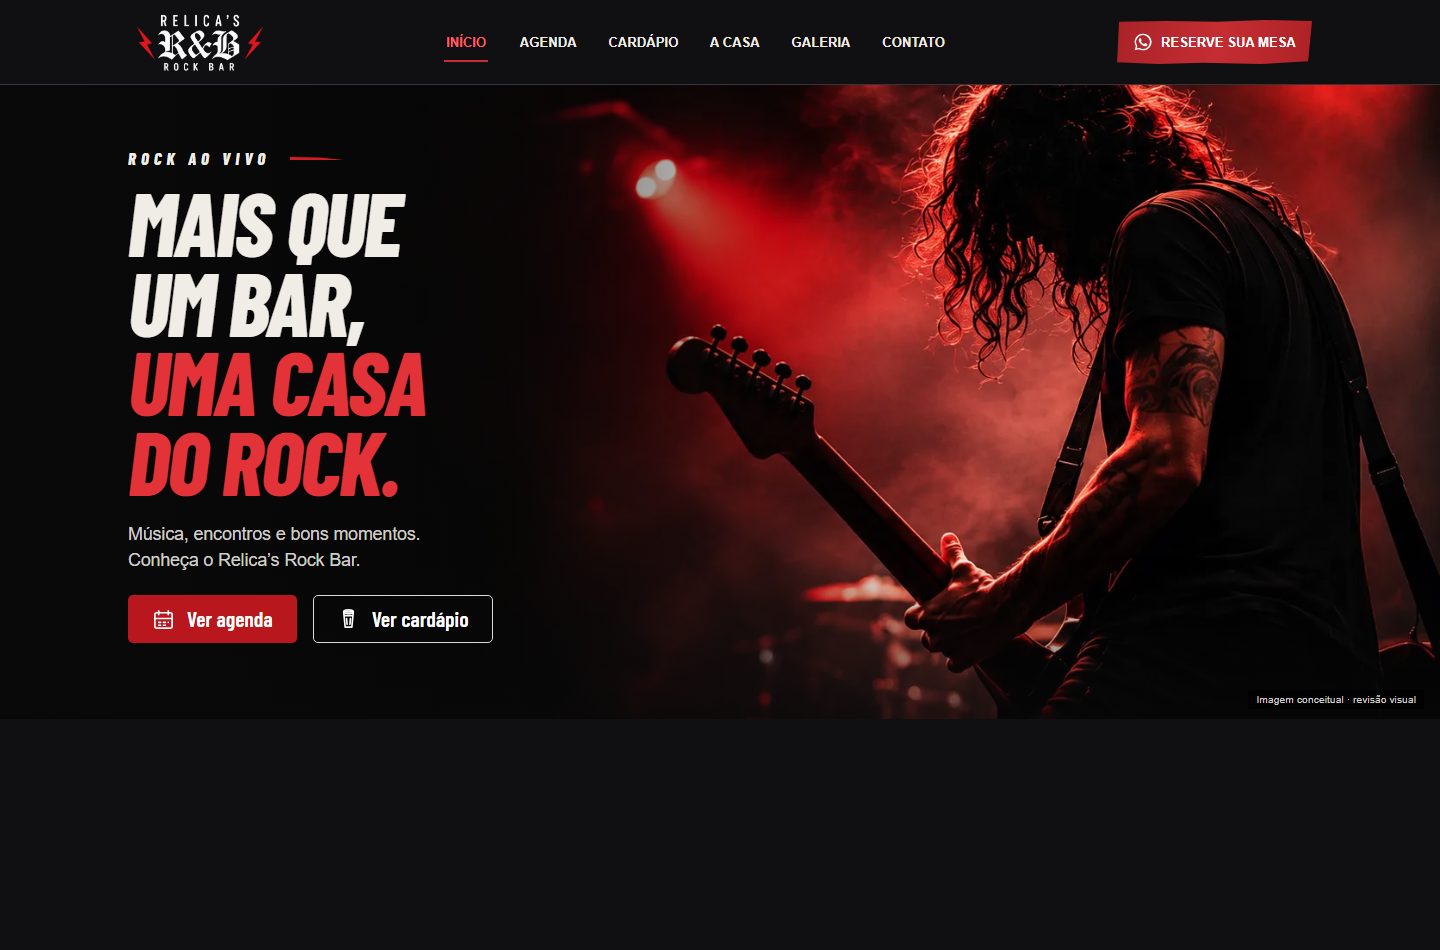 RELICA'S
R&B
ROCK BAR
INÍCIO
AGENDA
CARDÁPIO
A CASA
GALERIA
CONTATO
RESERVE SUA MESA
ROCK AO VIVO
MAIS QUE
UM BAR,
UMA CASA
DO ROCK.
Música, encontros e bons momentos.
Conheça o Relica’s Rock Bar.
Ver agenda
Ver cardápio
Imagem conceitual · revisão visual